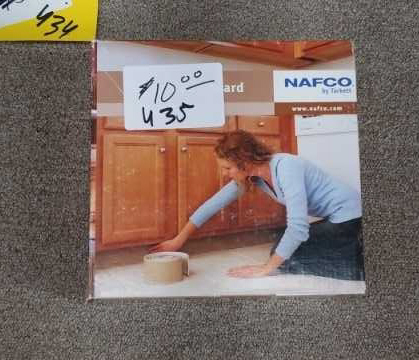 434
$10.00
435
ard
NAFCO
by Tarkett
www.nafco.com